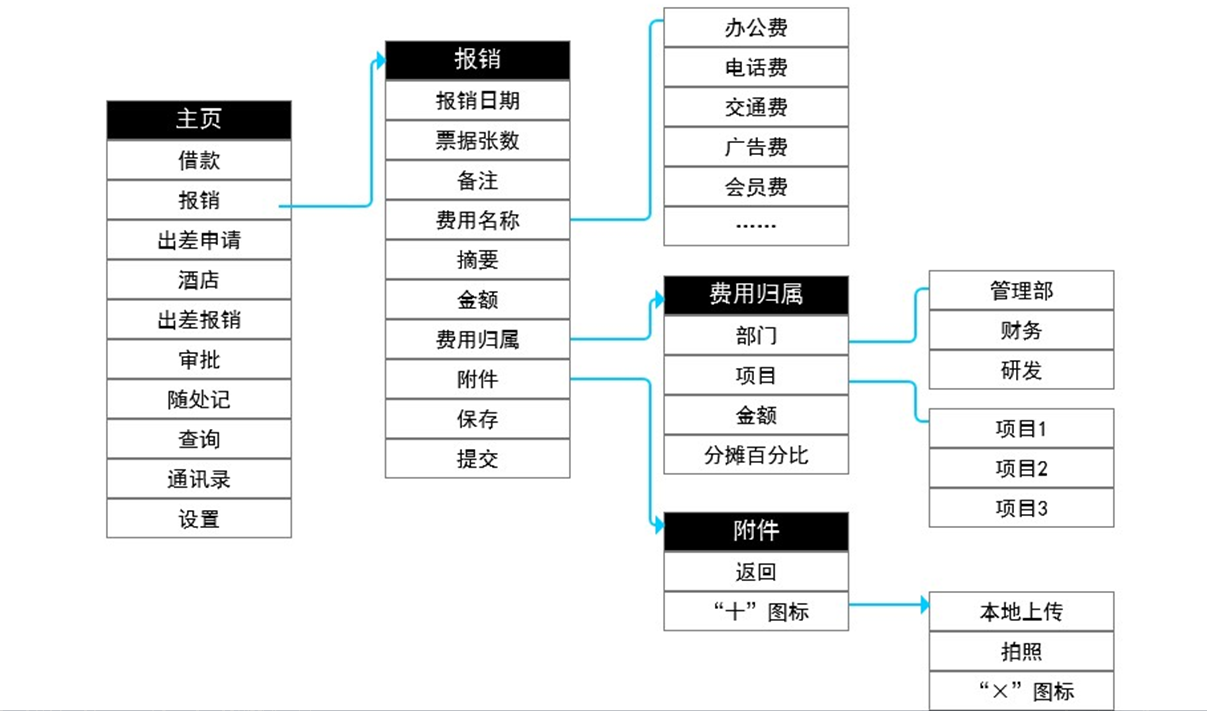 主页
借款
报销
出差申请
酒店
出差报销
审批
随处记
查询
通讯录
设置
报销
报销日期
票据张数
备注
费用名称
摘要
金额
费用归属
附件
保存
提交
办公费
电话费
交通费
广告费
会员费
……
费用归属
部门
项目
金额
分摊百分比
附件
返回
“十”图标
管理部
财务
研发
项目1
项目2
项目3
本地上传
拍照
“×”图标